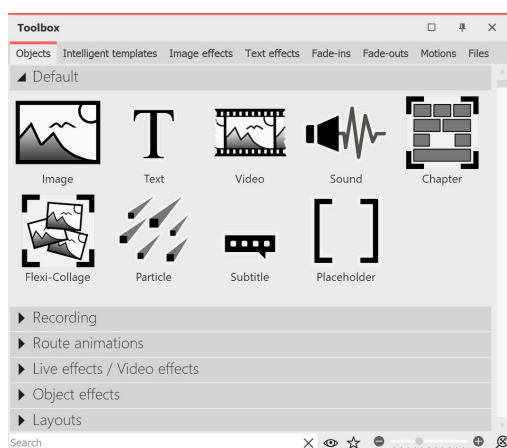 Toolbox
Objects Intelligent templates Image effects Text effects Fade-ins Fade-outs Motions Files
Default
Image Text Video Sound Chapter
Flexi-Collage Particle Subtitle Placeholder
Recording
Route animations
Live effects / Video effects
Object effects
Layouts
Search